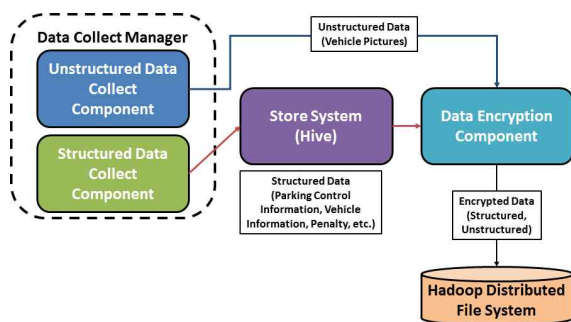 Data Collect Manager
Unstructured Data
Collect
Component
Structured Data
Collect
Component
Unstructured Data
(Vehicle Pictures)
Store System
(Hive)
Structured Data
(Parking Control
Information, Vehicle
Information, Penalty, etc.)
Data Encryption
Component
Encrypted Data
(Structured,
Unstructured)
Hadoop Distributed
File System